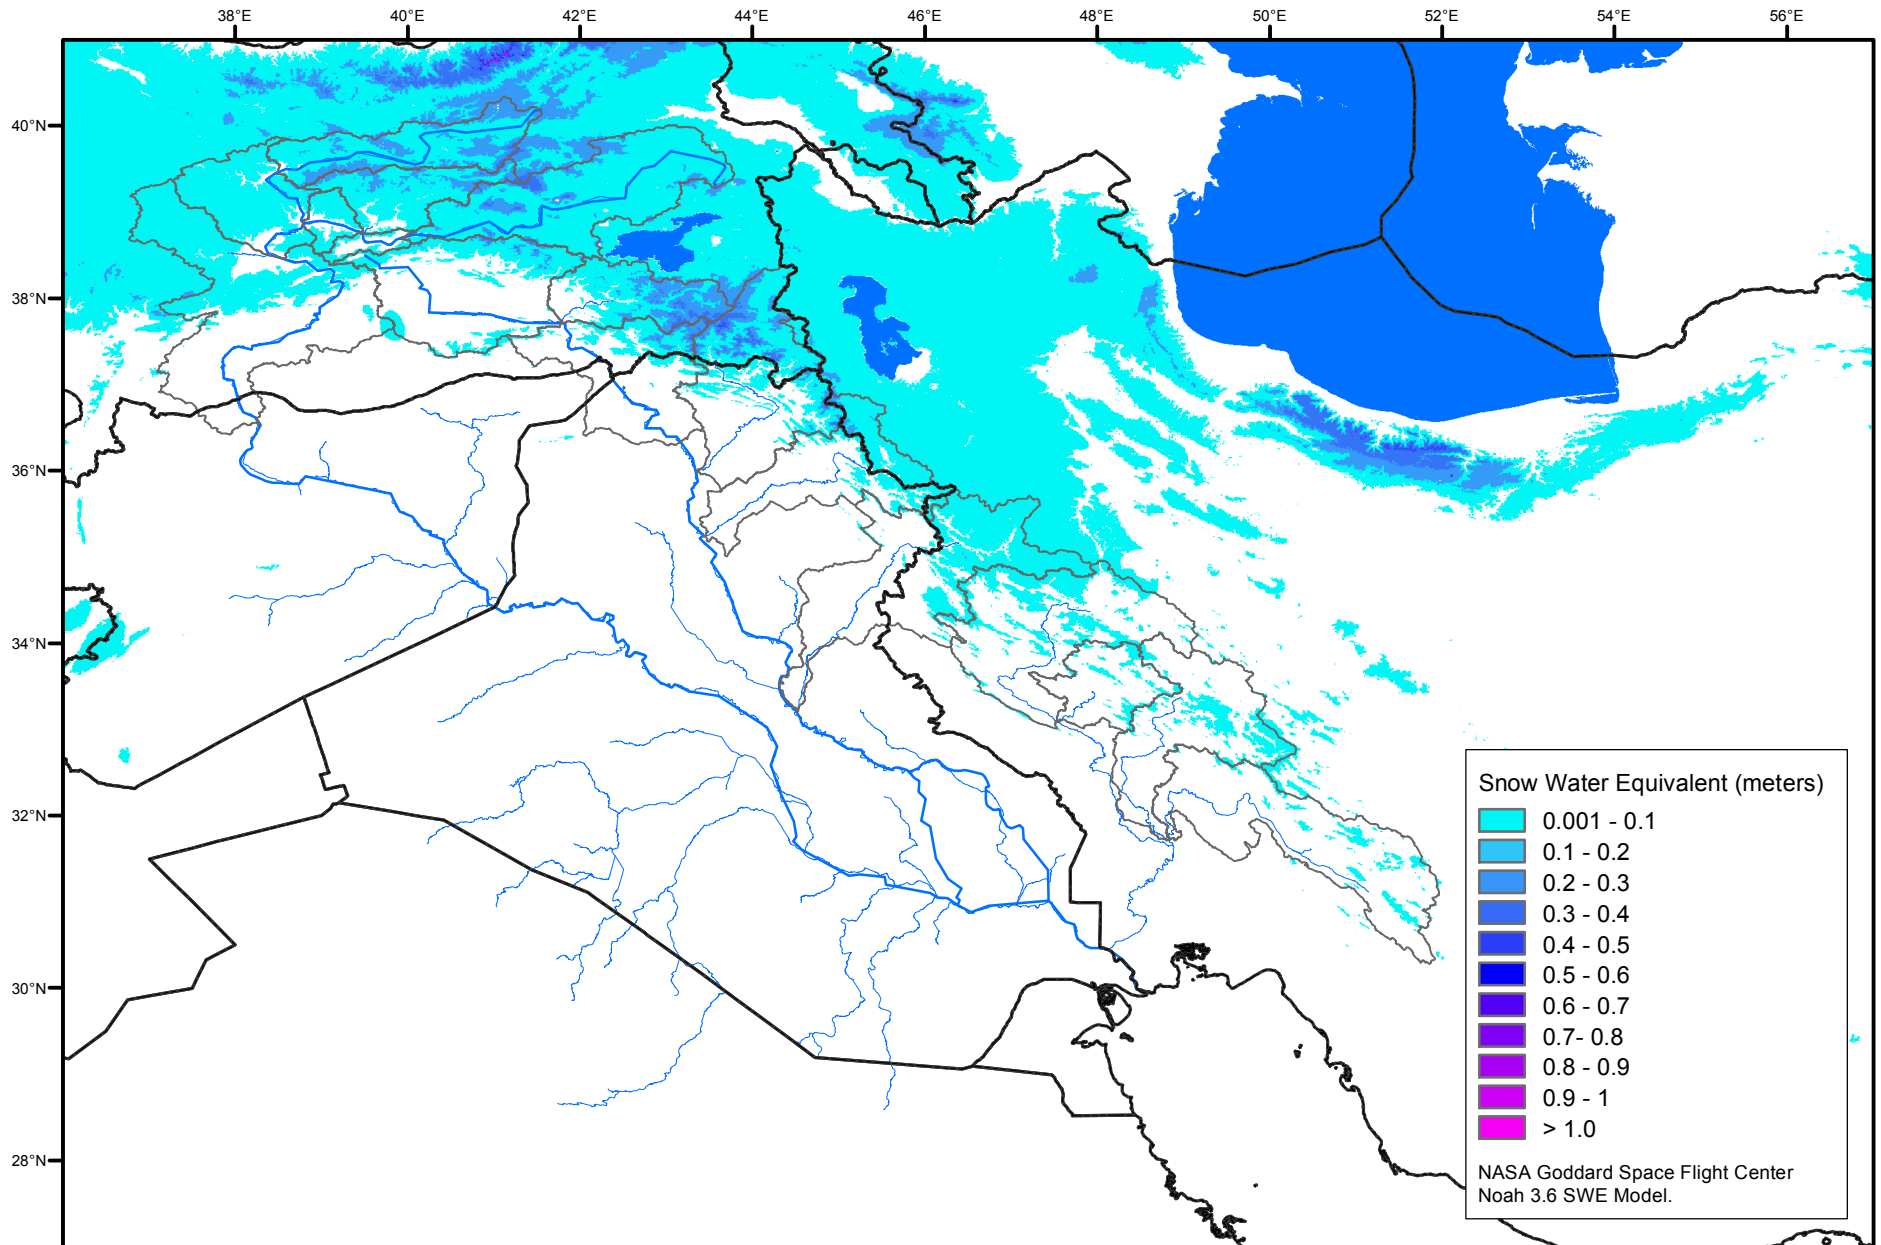 38°E 40°E 42°E 44°E 46°E 48°E 50°E 52°E 54°E 56°E
40°N
38°N
36°N
34°N
32°N
30°N
28°N
Snow Water Equivalent (meters)
0.001 - 0.1
0.1 - 0.2
0.2 - 0.3
0.3 - 0.4
0.4 - 0.5
0.5 - 0.6
0.6 - 0.7
0.7- 0.8
0.8 - 0.9
0.9 - 1
> 1.0
NASA Goddard Space Flight Center
Noah 3.6 SWE Model.